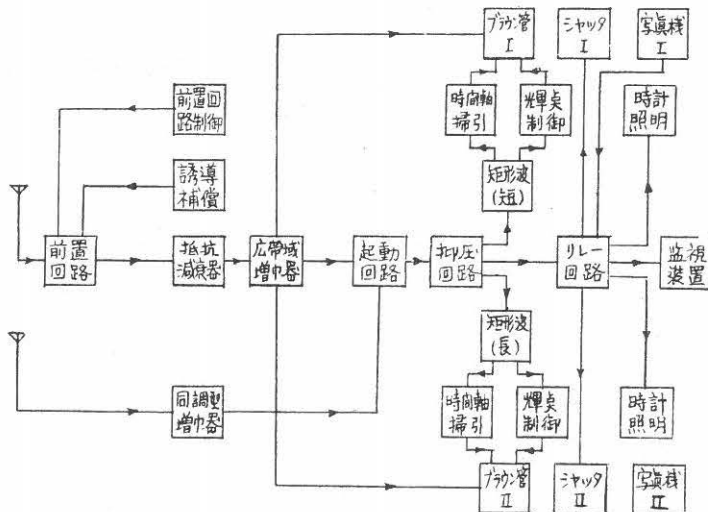 ブラウン管
I
シャッタ
I
写真桟
I
前置回
路制御
時間軸
掃引
輝点
制御
時計
照明
誘導
補償
矩形波
(短)
前置
回路
抵抗
減衰器
広帯域
増巾器
起動
回路
抑圧
回路
リレー
回路
监視
装置
矩形波
(長)
同調型
増巾器
時間軸
掃引
輝点
制御
時計
照明
ブラウン管
II
シャッタ
II
写真桟
II